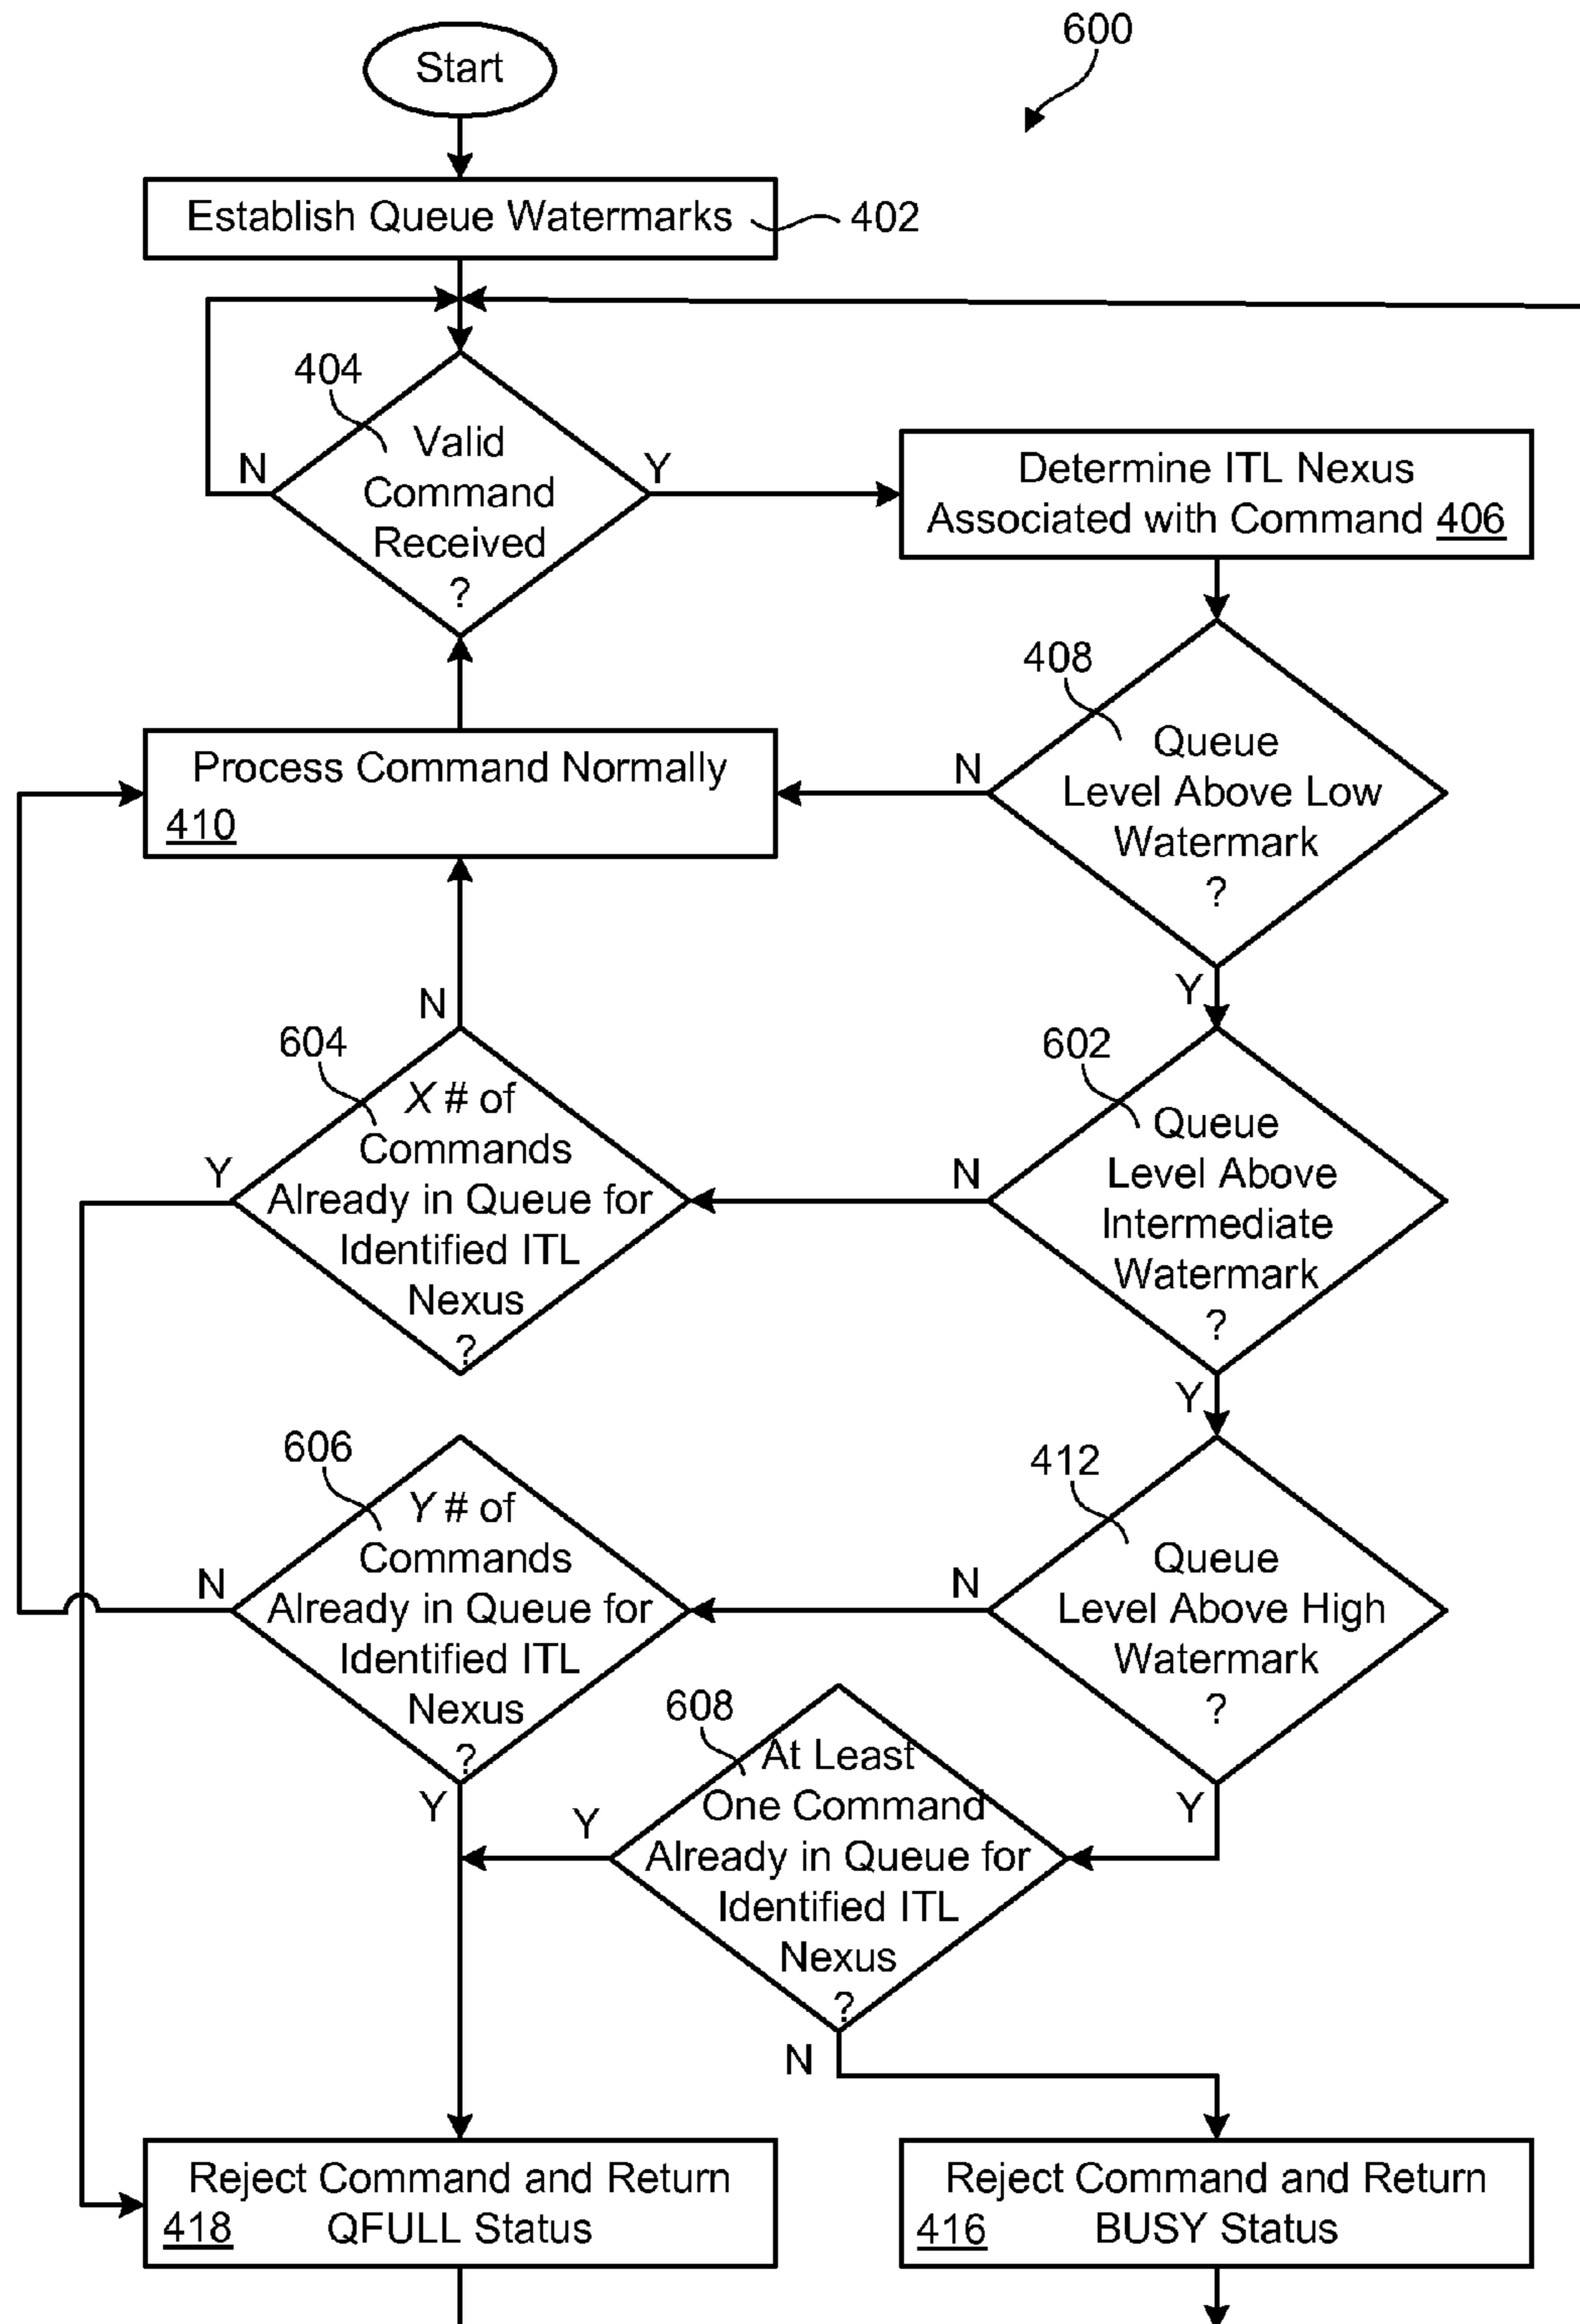 600
Start
Establish Queue Watermarks
402
404
Valid
Command
Received
?
N
Y
Determine ITL Nexus
Associated with Command 406
408
Queue
Level Above Low
Watermark
?
N
Y
Process Command Normally
410
602
Queue
Level Above
Intermediate
Watermark
?
N
Y
604
X # of
Commands
Already in Queue for
Identified ITL
Nexus
?
N
Y
412
Queue
Level Above High
Watermark
?
N
Y
606
Y # of
Commands
Already in Queue for
Identified ITL
Nexus
?
N
Y
608
At Least
One Command
Already in Queue for
Identified ITL
Nexus
?
Y
N
Reject Command and Return
418 QFULL Status
Reject Command and Return
416 BUSY Status